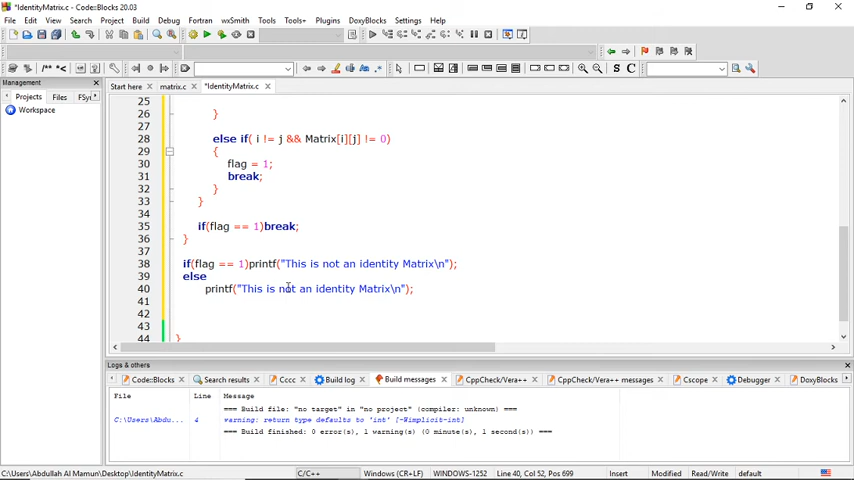 *IdentityMatrix.c - Code::Blocks 20.03
File Edit View Search Project Build Debug Fortran wxSmith Tools Tools+ Plugins DoxyBlocks Settings Help
/** *<
S C
Management
Start here matrix.c *IdentityMatrix.c
Projects Files FSy
Workspace
25
26 }
27
28 else if( i != j && Matrix[i][j] != 0)
29 {
30 flag = 1;
31 break;
32 }
33 }
34
35 if(flag == 1)break;
36 }
37
38 if(flag == 1)printf("This is not an identity Matrix\n");
39 else
40 printf("This is not an identity Matrix\n");
41
42
43
44 }
Logs & others
Code::Blocks Search results Cccc Build log Build messages CppCheck/Vera++ CppCheck/Vera++ messages Cscope Debugger DoxyBlocks
File Line Message
=== Build file: "no target" in "no project" (compiler: unknown) ===
C:\Users\Abdu... 4 warning: return type defaults to 'int' [-Wimplicit-int]
=== Build finished: 0 error(s), 1 warning(s) (0 minute(s), 1 second(s)) ===
C:\Users\Abdullah Al Mamun\Desktop\IdentityMatrix.c C/C++ Windows (CR+LF) WINDOWS-1252 Line 40, Col 52, Pos 699 Insert Modified Read/Write default